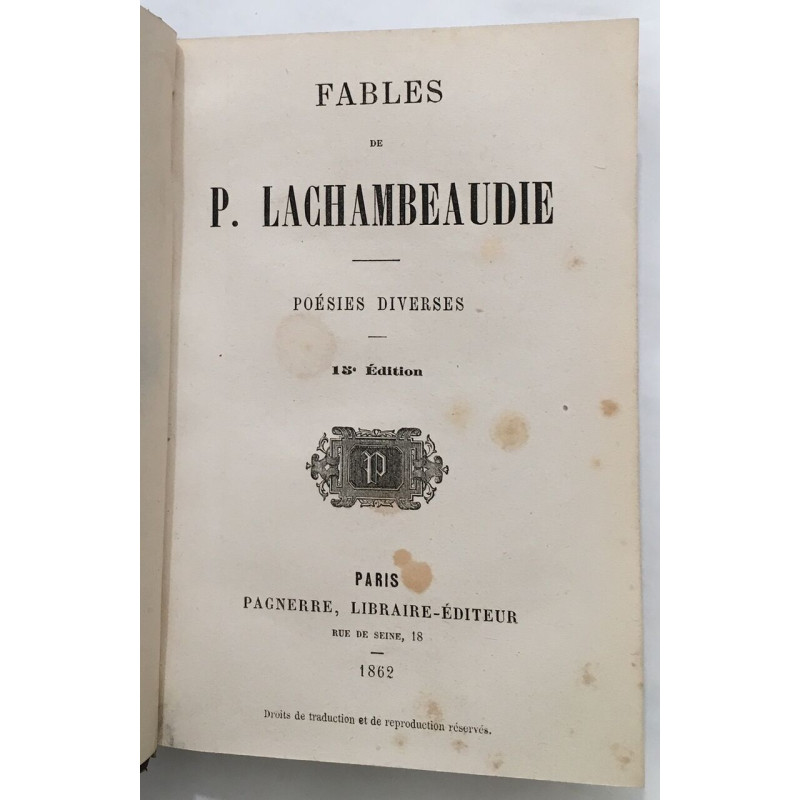 FABLES
DE
P. LACHAMBEAUDIE
POÉSIES DIVERSES
15e Édition
P
PARIS
PAGNERRE, LIBRAIRE-ÉDITEUR
RUE DE SEINE, 18
1862
Droits de traduction et de reproduction réservés.